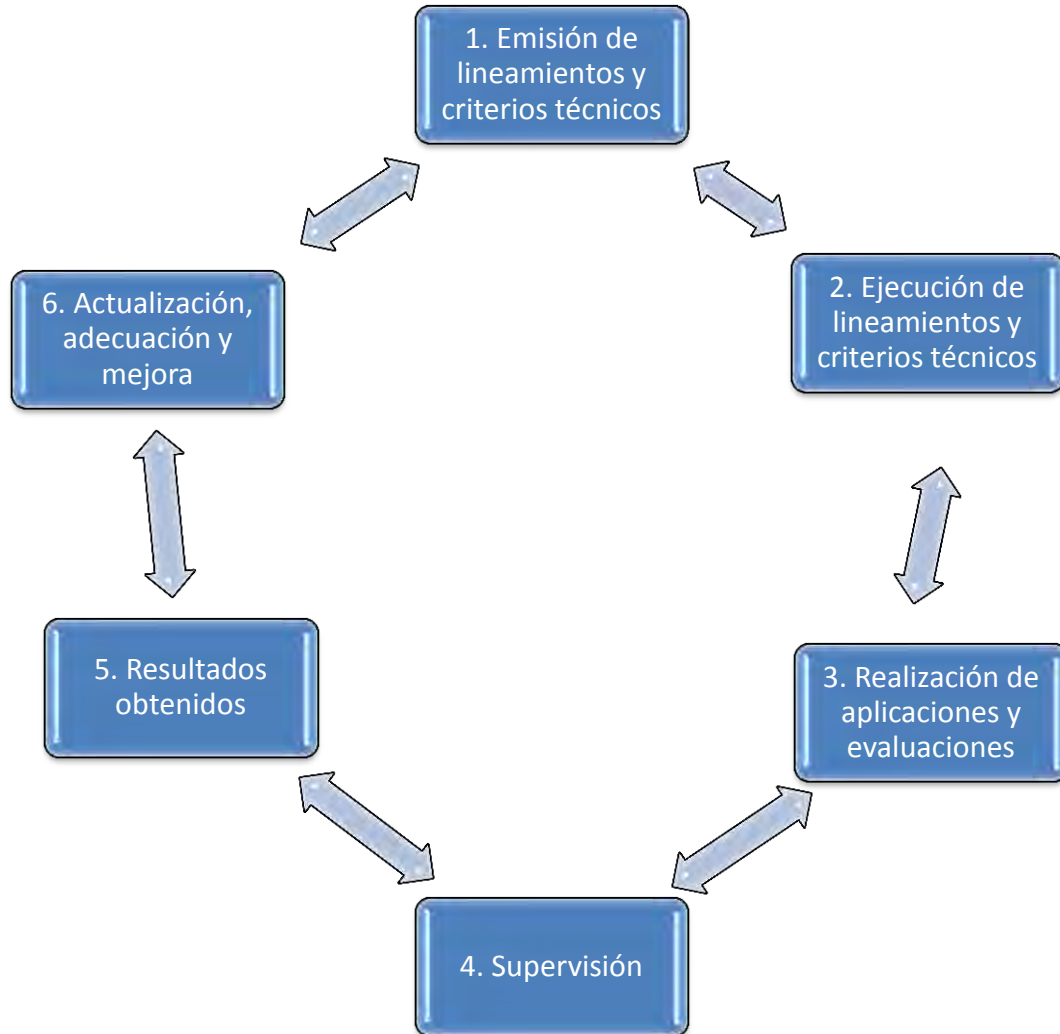 1. Emisión de
lineamientos y
criterios técnicos
2. Ejecución de
lineamientos y
criterios técnicos
3. Realización de
aplicaciones y
evaluaciones
4. Supervisión
5. Resultados
obtenidos
6. Actualización,
adecuación y
mejora